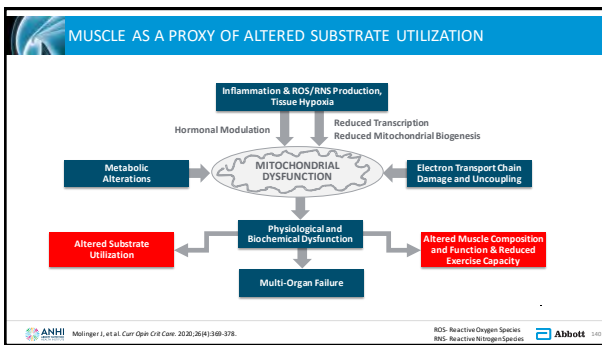 MUSCLE AS A PROXY OF ALTERED SUBSTRATE UTILIZATION
Inflammation & ROS/RNS Production,
Tissue Hypoxia
Hormonal Modulation
Reduced Transcription
Reduced Mitochondrial Biogenesis
Metabolic
Alterations
MITOCHONDRIAL
DYSFUNCTION
Electron Transport Chain
Damage and Uncoupling
Altered Substrate
Utilization
Physiological and
Biochemical Dysfunction
Altered Muscle Composition
and Function & Reduced
Exercise Capacity
Multi-Organ Failure
ANHI
Molinger J, et al. Curr Opin Crit Care. 2020;26(4):369-378.
ROS- Reactive Oxygen Species
RNS- Reactive Nitrogen Species
Abbott
140